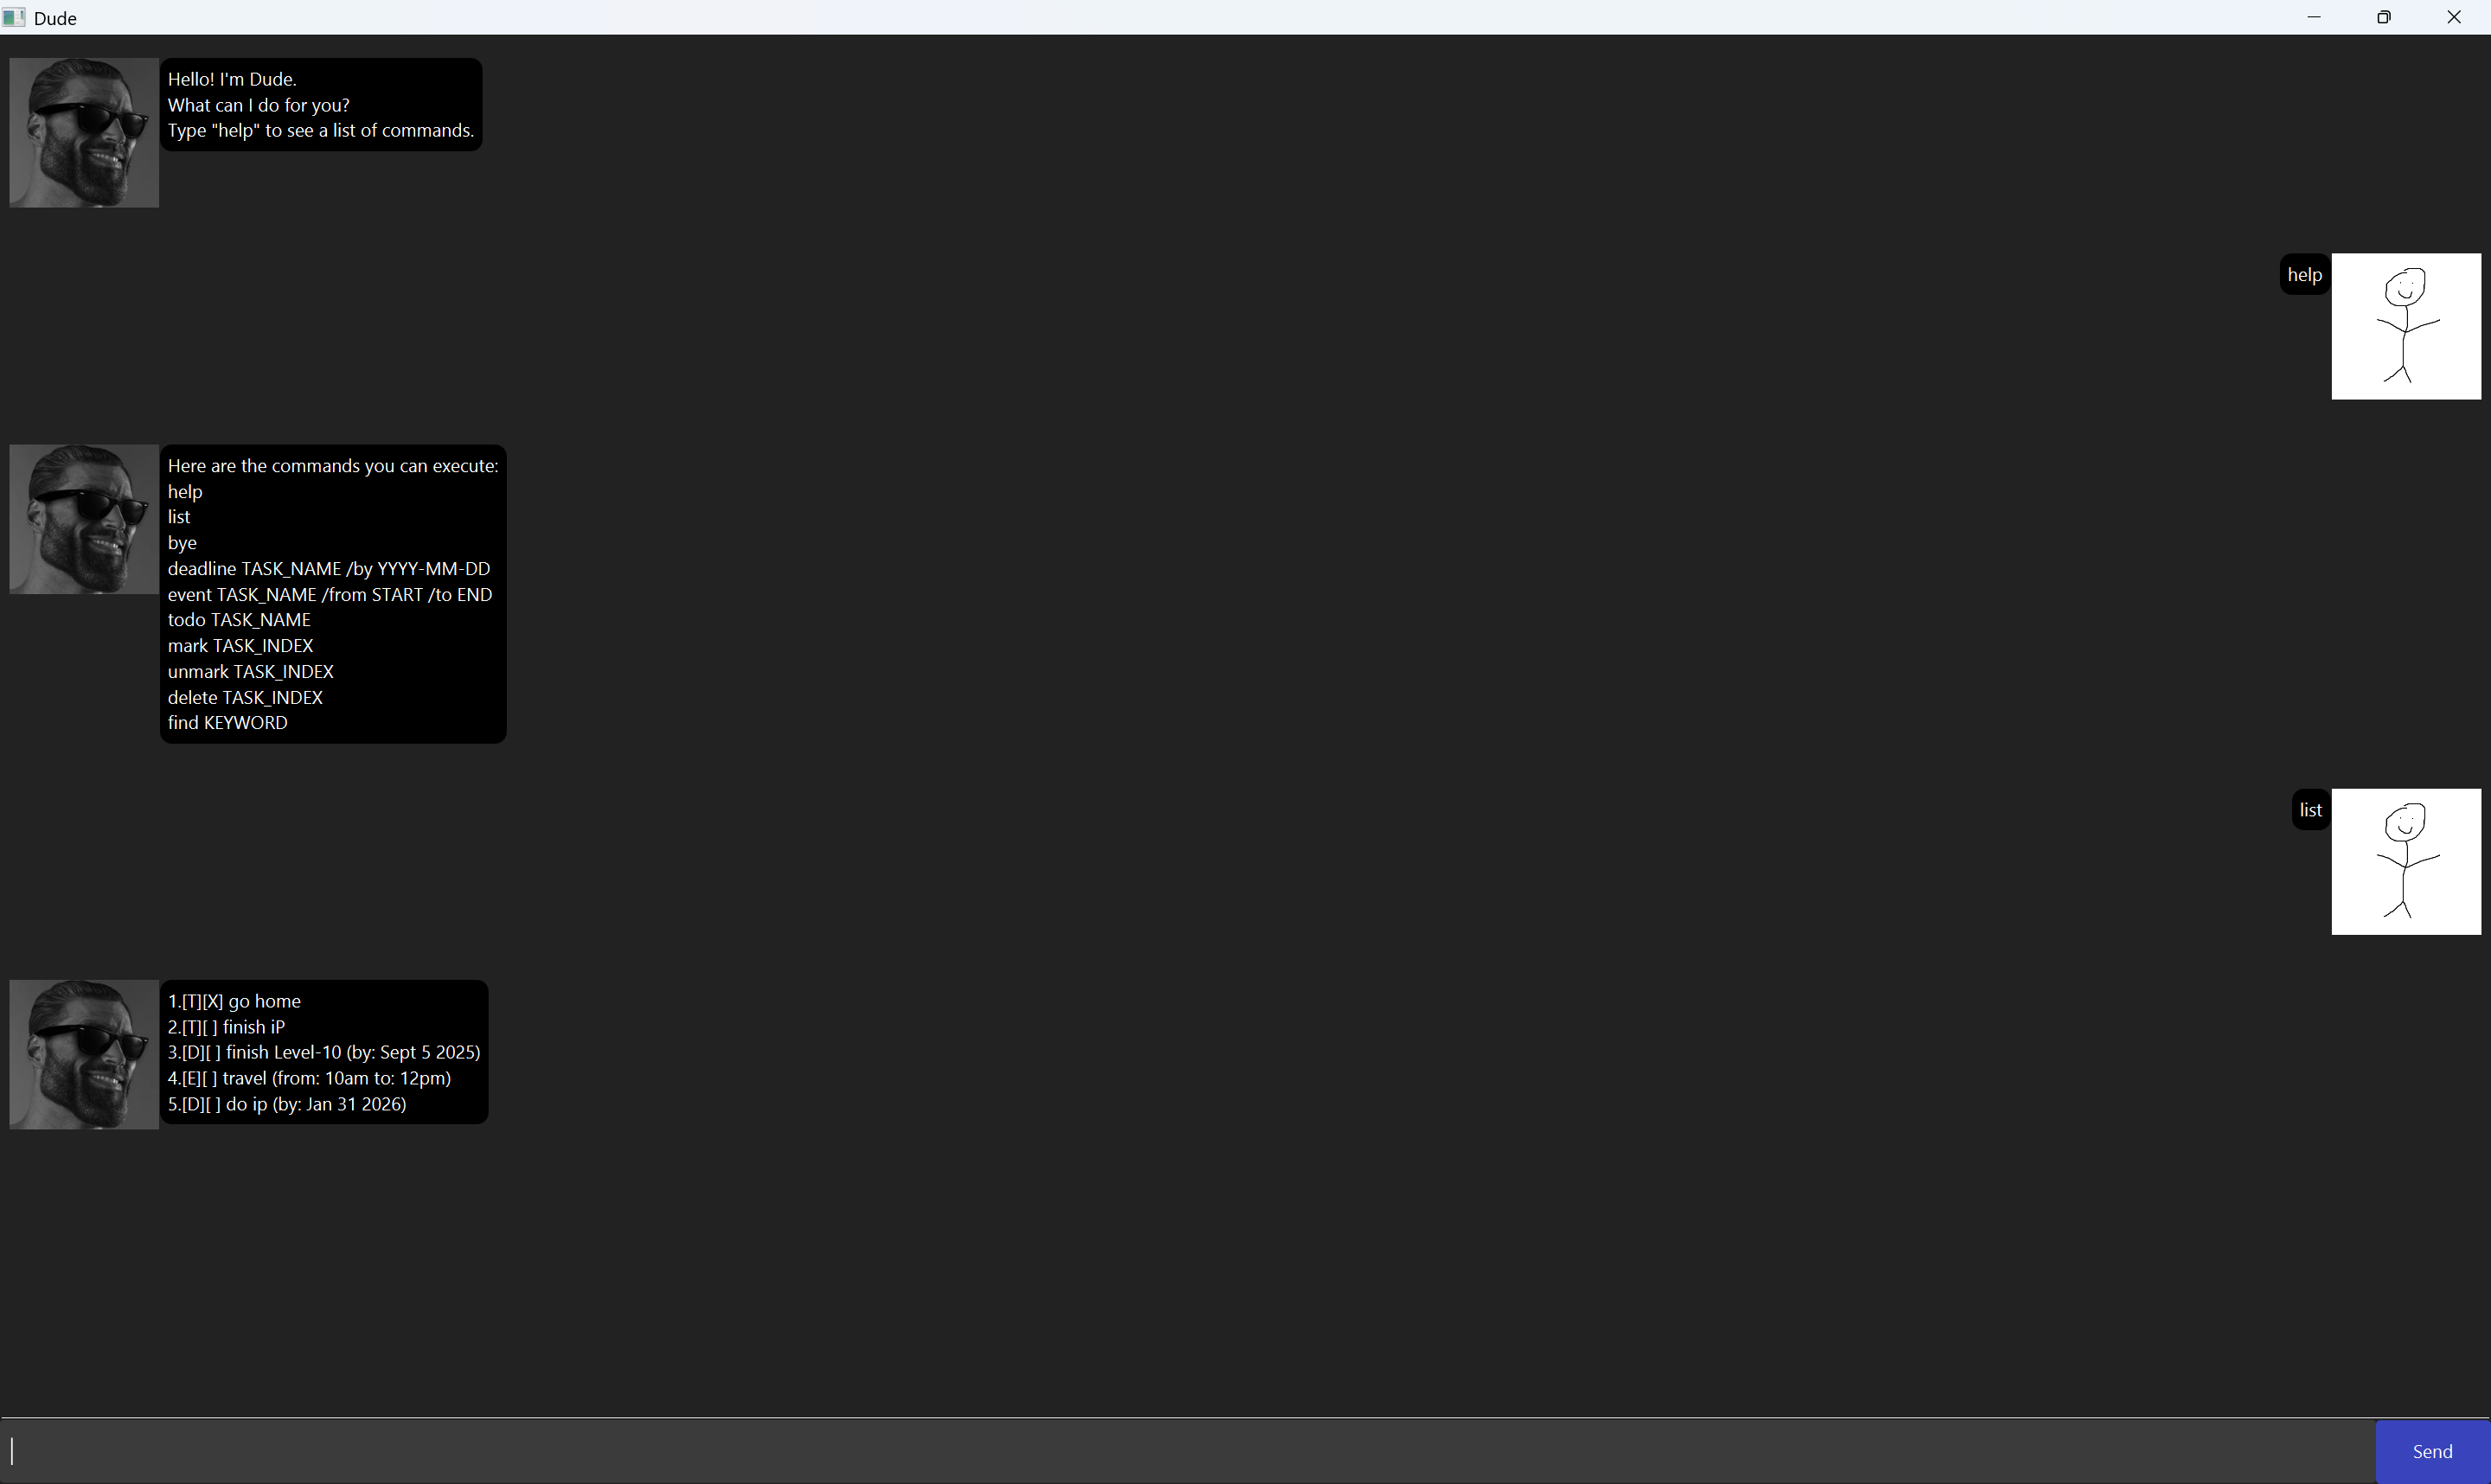 Dude
Hello! I'm Dude.
What can I do for you?
Type "help" to see a list of commands.
help
Here are the commands you can execute:
help
list
bye
deadline TASK_NAME /by YYYY-MM-DD
event TASK_NAME /from START /to END
todo TASK_NAME
mark TASK_INDEX
unmark TASK_INDEX
delete TASK_INDEX
find KEYWORD
list
1.[T][X] go home
2.[T][ ] finish iP
3.[D][ ] finish Level-10 (by: Sept 5 2025)
4.[E][ ] travel (from: 10am to: 12pm)
5.[D][ ] do ip (by: Jan 31 2026)
Send